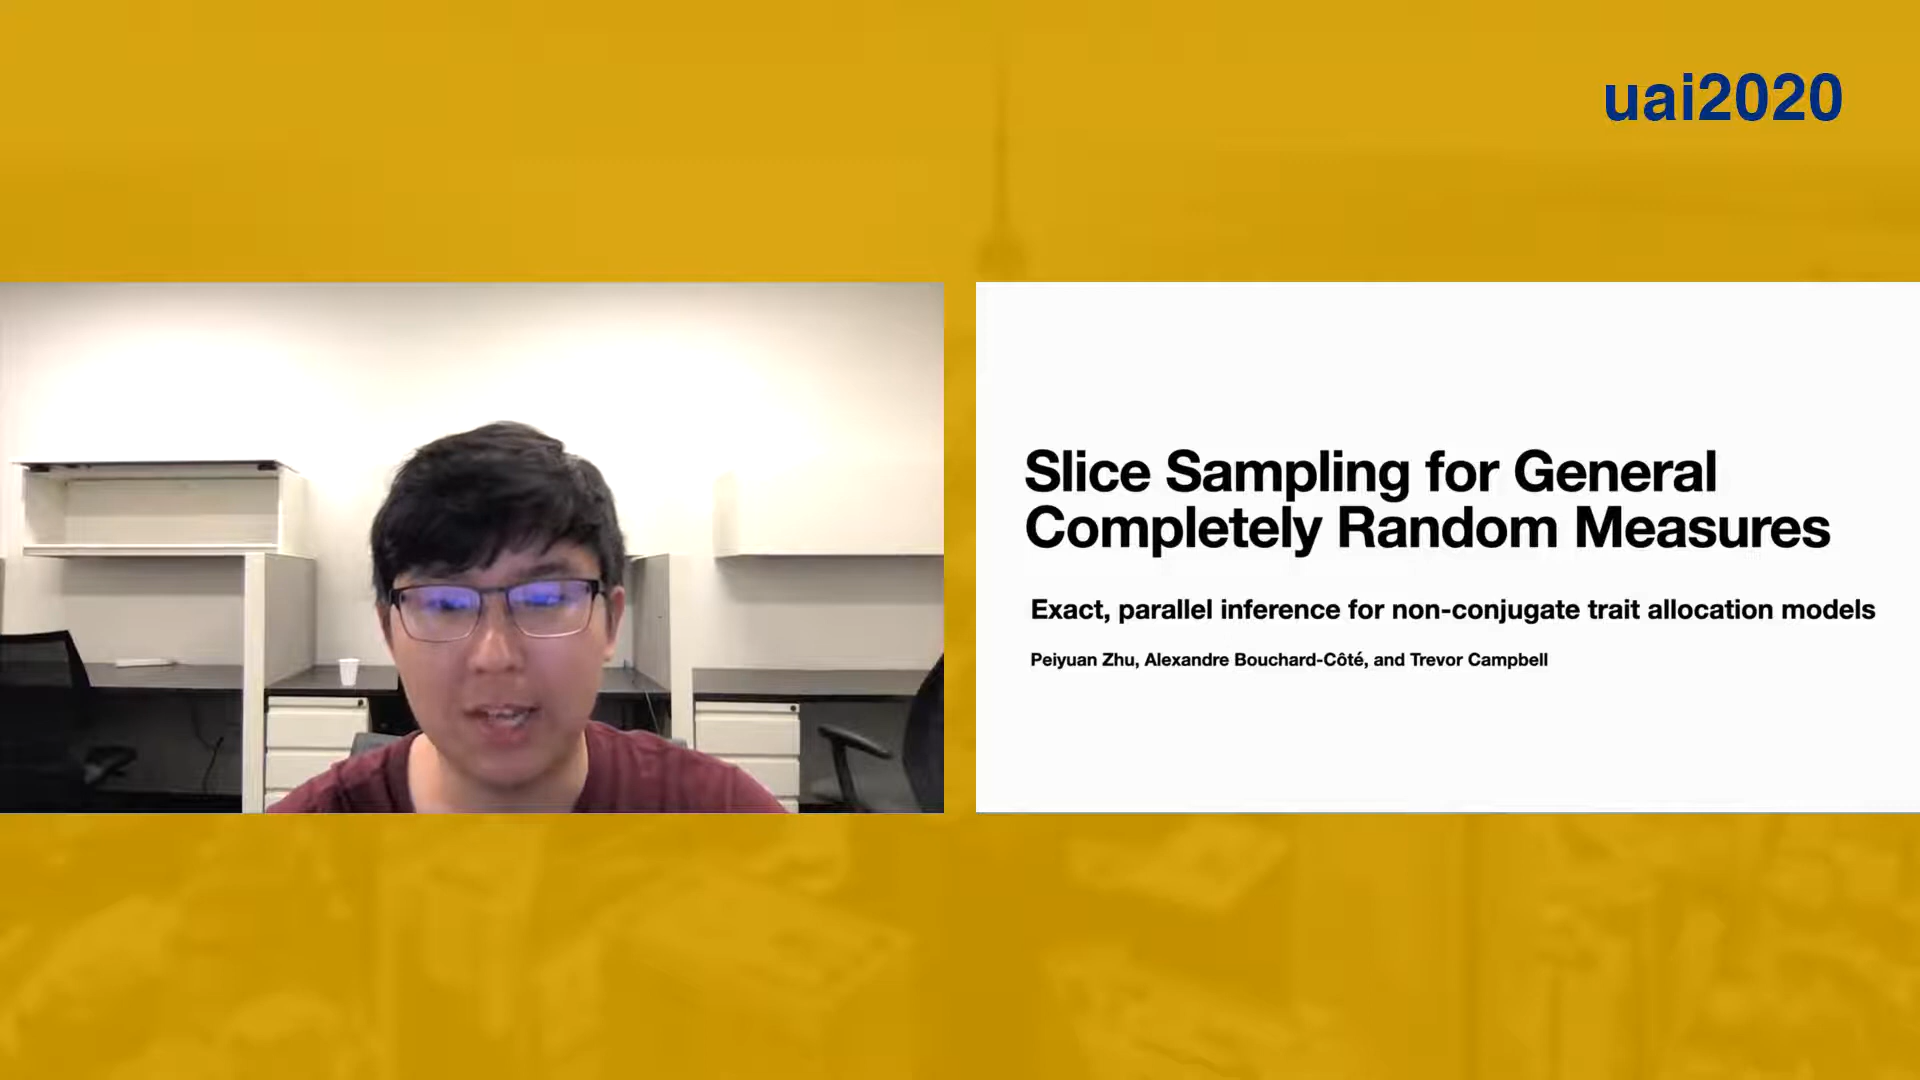 uai2020
Slice Sampling for General
Completely Random Measures
Exact, parallel inference for non-conjugate trait allocation models
Peiyuan Zhu, Alexandre Bouchard-Côté, and Trevor Campbell